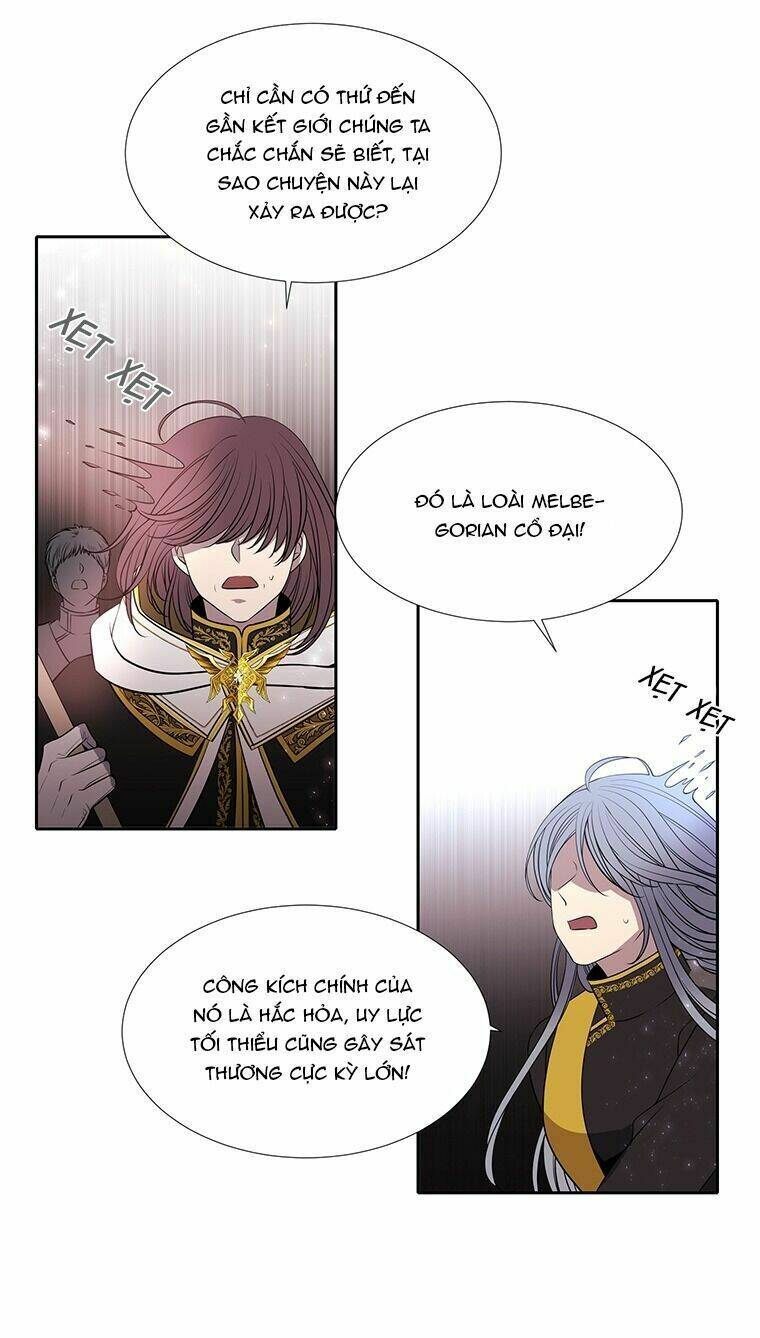 CHỈ CẦN CÓ THỨ ĐẾN
GẦN KẾT GIỚI CHÚNG TA
CHẮC CHẮN SẼ BIẾT, TẠI
SAO CHUYỆN NÀY LẠI
XẢY RA ĐƯỢC?
XẸT XẸT
ĐÓ LÀ LOÀI MELBE-
GORIAN CỔ ĐẠI!
XẸT XẸT
CÔNG KÍCH CHÍNH CỦA
NÓ LÀ HẮC HỎA, UY LỰC
TỐI THIỂU CŨNG GÂY SÁT
THƯƠNG CỰC KỲ LỚN!